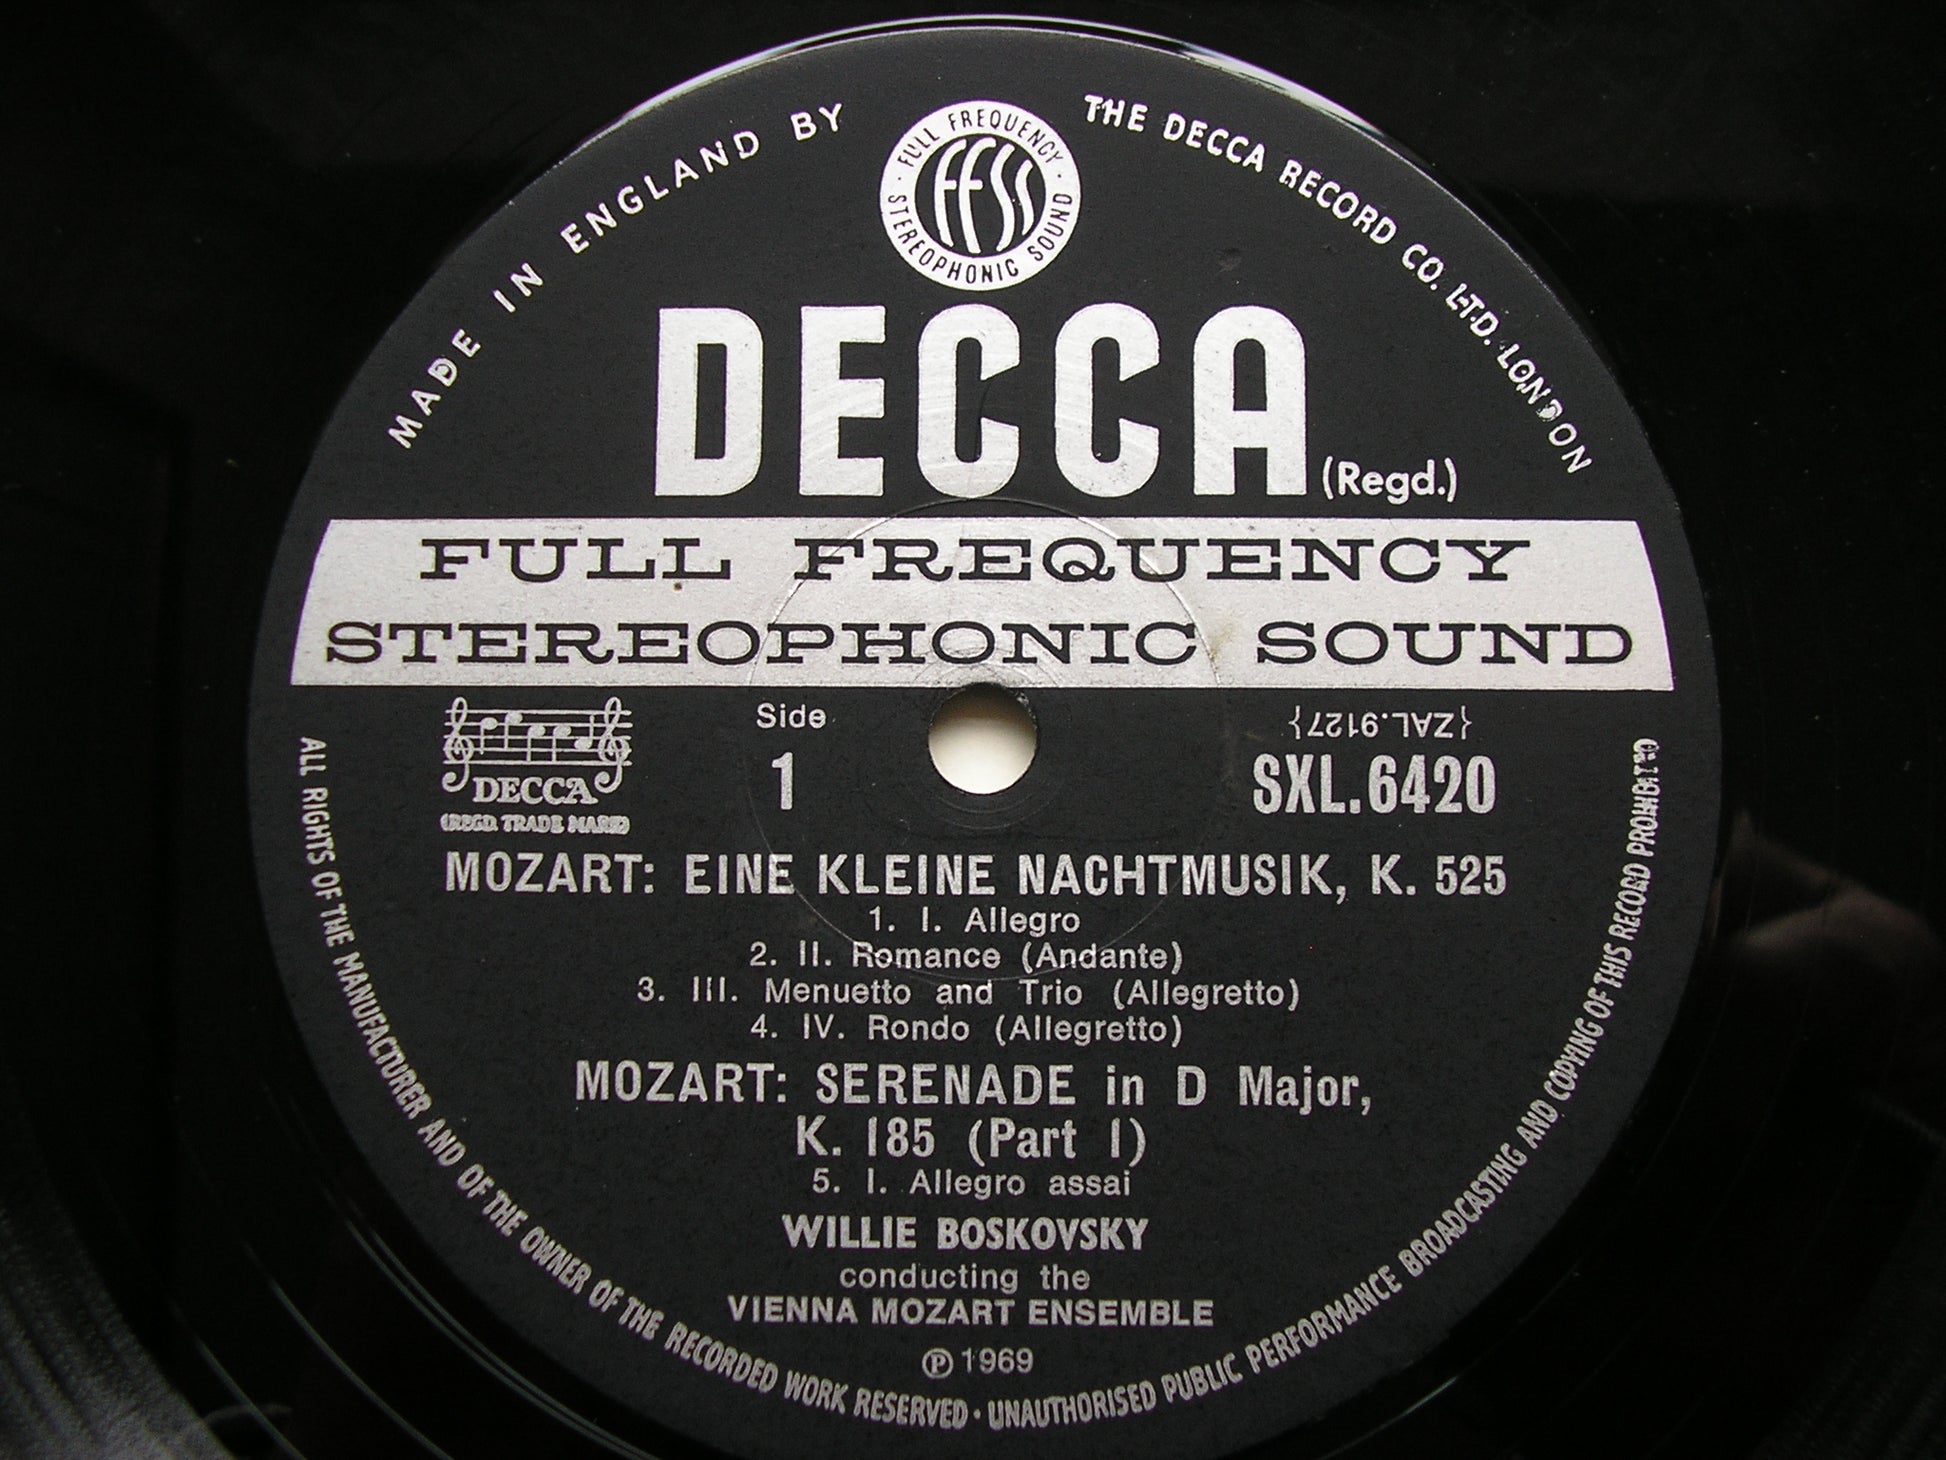 MADE IN ENGLAND BY
THE DECCA RECORD CO. LTD. LONDON
FULL FREQUENCY
FFSS
STEREOPHONIC SOUND
DECCA (Regd.)
FULL FREQUENCY
STEREOPHONIC SOUND
DECCA
(REGD. TRADE MARK)
Side
1
{ZAL.9127}
SXL.6420
MOZART: EINE KLEINE NACHTMUSIK, K. 525
1. I. Allegro
2. II. Romance (Andante)
3. III. Menuetto and Trio (Allegretto)
4. IV. Rondo (Allegretto)
MOZART: SERENADE in D Major,
K. 185 (Part 1)
5. I. Allegro assai
WILLIE BOSKOVSKY
conducting the
VIENNA MOZART ENSEMBLE
℗ 1969
ALL RIGHTS OF THE MANUFACTURER AND OF THE OWNER OF THE RECORDED WORK RESERVED · UNAUTHORISED PUBLIC PERFORMANCE BROADCASTING AND COPYING OF THIS RECORD PROHIBITED